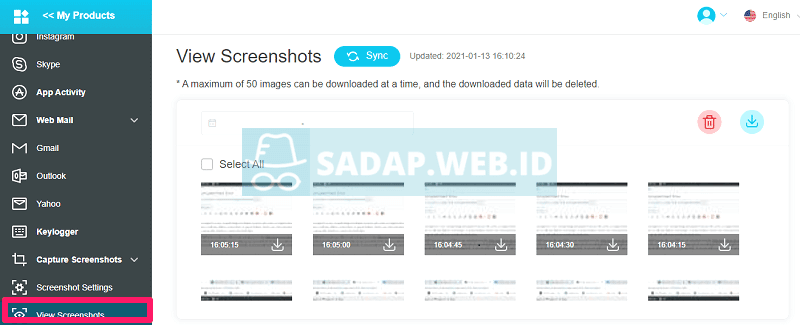 << My Products
English
Instagram
Skype
App Activity
Web Mail
Gmail
Outlook
Yahoo
Keylogger
Capture Screenshots
Screenshot Settings
View Screenshots
View Screenshots
Sync
Updated: 2021-01-13 16:10:24
* A maximum of 50 images can be downloaded at a time, and the downloaded data will be deleted.
Select All
SADAP.WEB.ID
16:05:15
16:05:00
16:04:45
16:04:30
16:04:15